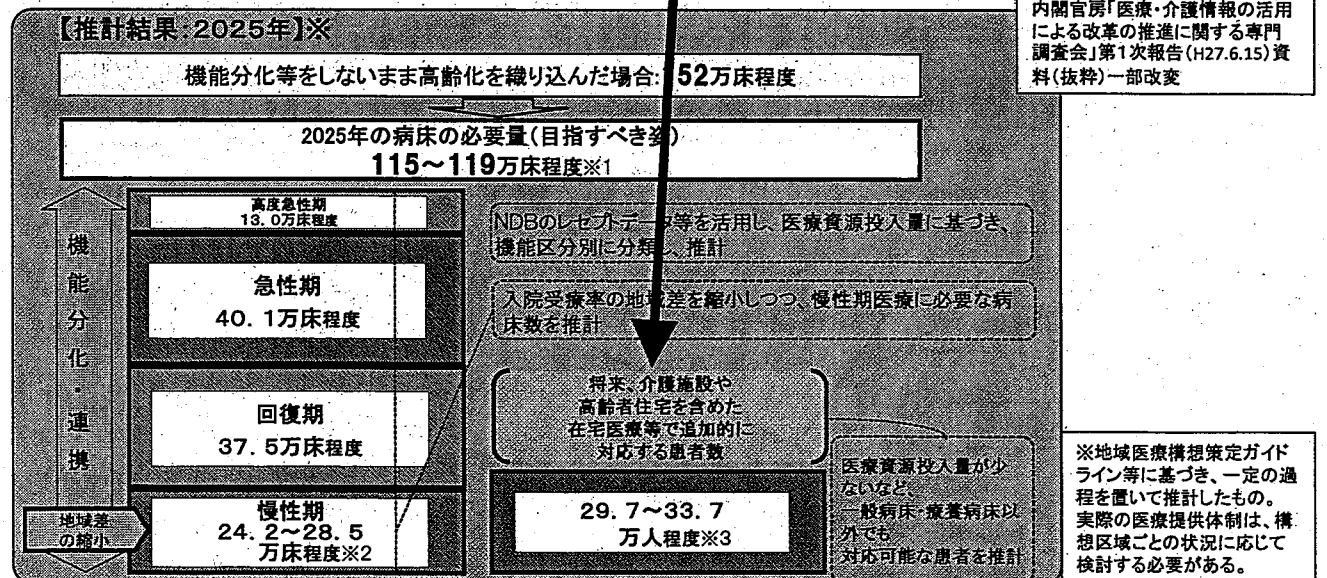 内閣官房「医療・介護情報の活用
による改革の推進に関する専門
調査会」第1次報告(H27.6.15)資
料(抜粋)一部改変
【推計結果:2025年】※
機能分化等をしないまま高齢化を織り込んだ場合:152万床程度
2025年の病床の必要量(目指すべき姿)
115～119万床程度※1
機能分化・連携
地域差
の縮小
高度急性期
13.0万床程度
急性期
40.1万床程度
回復期
37.5万床程度
慢性期
24.2～28.5
万床程度※2
NDBのレセプトデータ等を活用し、医療資源投入量に基づき、
機能区分別に分類し、推計
入院受療率の地域差を縮小しつつ、慢性期医療に必要な病
床数を推計
将来、介護施設や
高齢者住宅を含めた
在宅医療等で追加的に
対応する患者数
29.7～33.7
万人程度※3
医療資源投入量が少
ないなど、
一般病床・療養病床以
外でも
対応可能な患者を推計
※地域医療構想策定ガイド
ライン等に基づき、一定の過
程を置いて推計したもの。
実際の医療提供体制は、構
想区域ごとの状況に応じて
検討する必要がある。